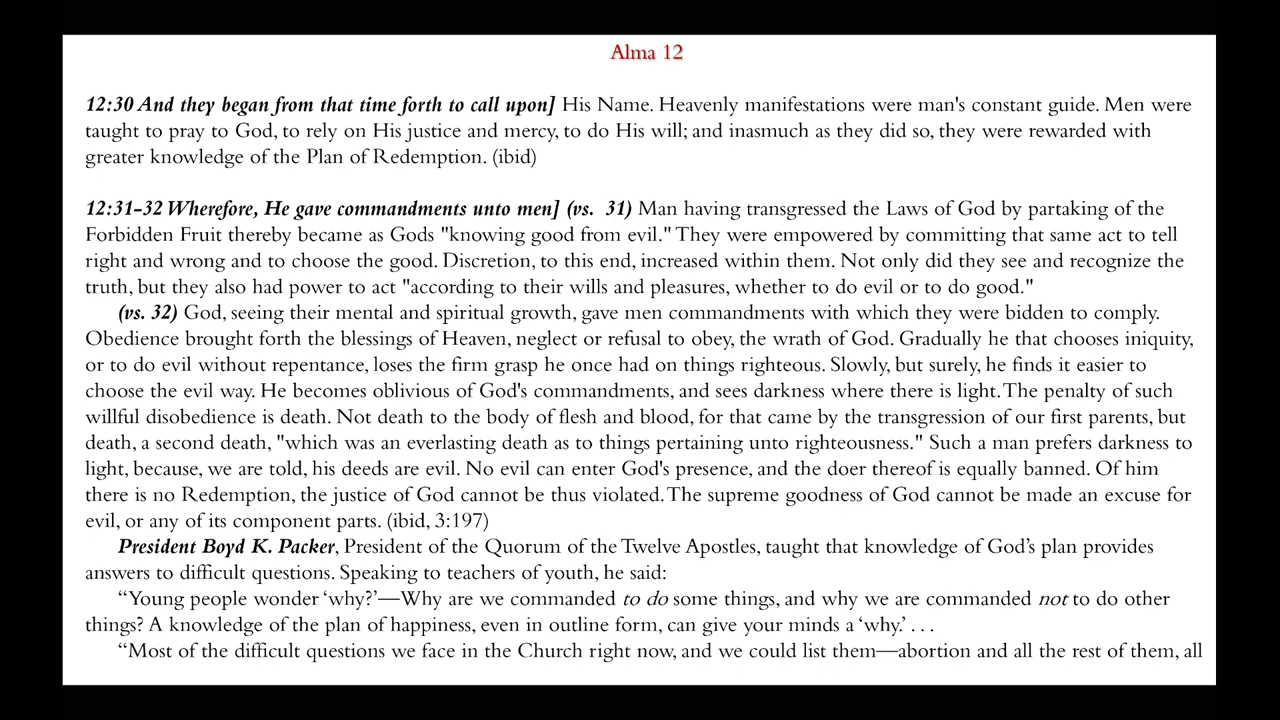 Alma 12
12:30 And they began from that time forth to call upon] His Name. Heavenly manifestations were man's constant guide. Men were
taught to pray to God, to rely on His justice and mercy, to do His will; and inasmuch as they did so, they were rewarded with
greater knowledge of the Plan of Redemption. (ibid)
12:31-32 Wherefore, He gave commandments unto men] (vs. 31) Man having transgressed the Laws of God by partaking of the
Forbidden Fruit thereby became as Gods "knowing good from evil." They were empowered by committing that same act to tell
right and wrong and to choose the good. Discretion, to this end, increased within them. Not only did they see and recognize the
truth, but they also had power to act "according to their wills and pleasures, whether to do evil or to do good."
(vs. 32) God, seeing their mental and spiritual growth, gave men commandments with which they were bidden to comply.
Obedience brought forth the blessings of Heaven, neglect or refusal to obey, the wrath of God. Gradually he that chooses iniquity,
or to do evil without repentance, loses the firm grasp he once had on things righteous. Slowly, but surely, he finds it easier to
choose the evil way. He becomes oblivious of God's commandments, and sees darkness where there is light. The penalty of such
willful disobedience is death. Not death to the body of flesh and blood, for that came by the transgression of our first parents, but
death, a second death, "which was an everlasting death as to things pertaining unto righteousness." Such a man prefers darkness to
light, because, we are told, his deeds are evil. No evil can enter God's presence, and the doer thereof is equally banned. Of him
there is no Redemption, the justice of God cannot be thus violated. The supreme goodness of God cannot be made an excuse for
evil, or any of its component parts. (ibid, 3:197)
President Boyd K. Packer, President of the Quorum of the Twelve Apostles, taught that knowledge of God’s plan provides
answers to difficult questions. Speaking to teachers of youth, he said:
“Young people wonder ‘why?’—Why are we commanded to do some things, and why we are commanded not to do other
things? A knowledge of the plan of happiness, even in outline form, can give your minds a ‘why.’ . . .
“Most of the difficult questions we face in the Church right now, and we could list them—abortion and all the rest of them, all